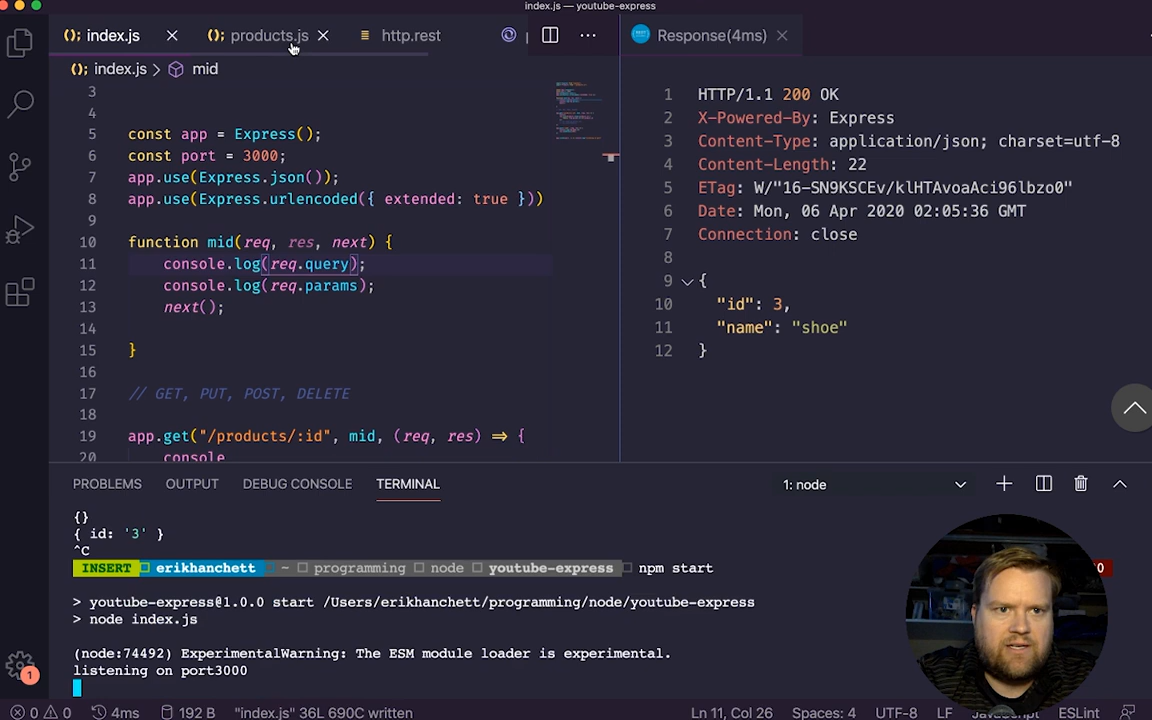 index.js — youtube-express
index.js
products.js
http.rest
Response(4ms)
index.js > mid
3
4
5 const app = Express();
6 const port = 3000;
7 app.use(Express.json());
8 app.use(Express.urlencoded({ extended: true }))
9
10 function mid(req, res, next) {
11 console.log(req.query);
12 console.log(req.params);
13 next();
14
15 }
16
17 // GET, PUT, POST, DELETE
18
19 app.get("/products/:id", mid, (req, res) => {
20 console
1 HTTP/1.1 200 OK
2 X-Powered-By: Express
3 Content-Type: application/json; charset=utf-8
4 Content-Length: 22
5 ETag: W/"16-SN9KSCEv/klHTAvoaAci96lbzo0"
6 Date: Mon, 06 Apr 2020 02:05:36 GMT
7 Connection: close
8
9 {
10 "id": 3,
11 "name": "shoe"
12 }
PROBLEMS OUTPUT DEBUG CONSOLE TERMINAL 1: node
{}
{ id: '3' }
^C
INSERT erikhanchett ~ programming node youtube-express npm start
> youtube-express@1.0.0 start /Users/erikhanchett/programming/node/youtube-express
> node index.js
(node:74492) ExperimentalWarning: The ESM module loader is experimental.
listening on port3000
1
0 0 4ms 192 B "index.js" 36L 690C written Ln 11, Col 26 Spaces: 4 UTF-8 LF JavaScript ESLint